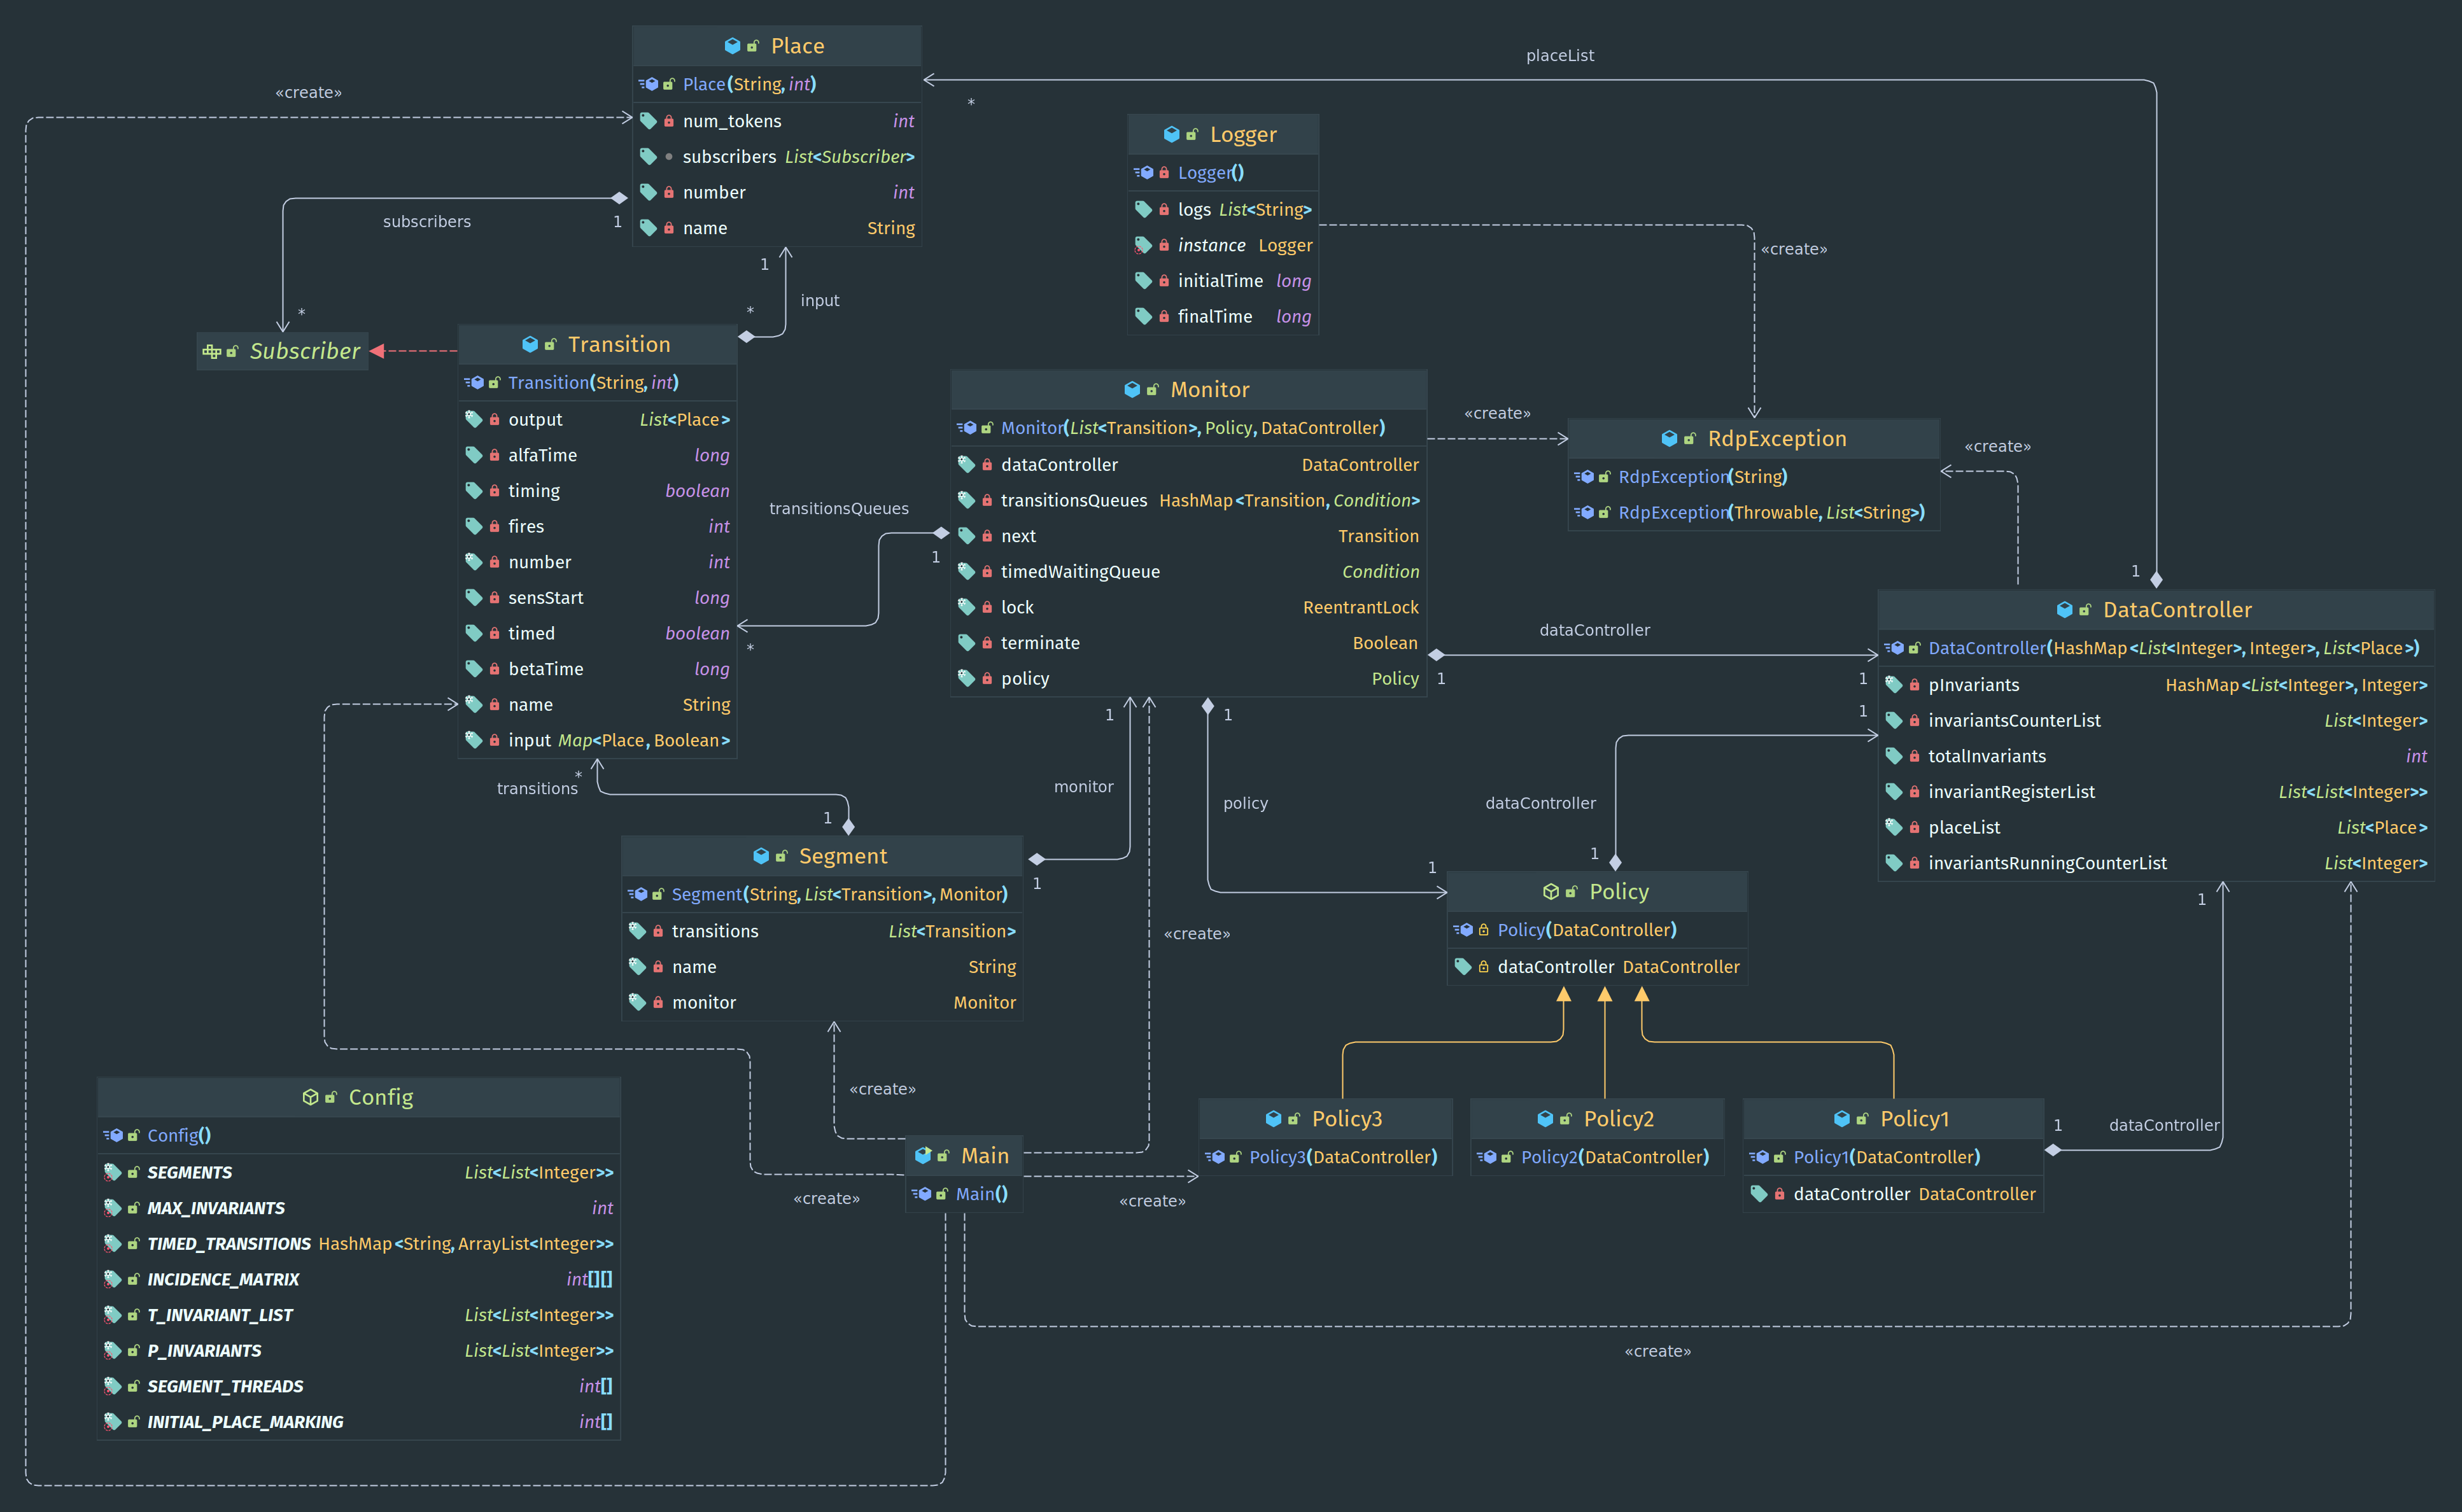 Place
Place(String, int)
num_tokens int
subscribers List<Subscriber>
number int
name String
placeList
*
«create»
Logger
Logger()
logs List<String>
instance Logger
initialTime long
finalTime long
«create»
subscribers
1
*
1
input
*
Subscriber
Transition
Transition(String, int)
output List<Place>
alfaTime long
timing boolean
fires int
number int
sensStart long
timed boolean
betaTime long
name String
input Map<Place, Boolean>
transitionsQueues
1
*
Monitor
Monitor(List<Transition>, Policy, DataController)
dataController DataController
transitionsQueues HashMap<Transition, Condition>
next Transition
timedWaitingQueue Condition
lock ReentrantLock
terminate Boolean
policy Policy
«create»
RdpException
RdpException(String)
RdpException(Throwable, List<String>)
«create»
1
DataController
DataController(HashMap<List<Integer>, Integer>, List<Place>)
pInvariants HashMap<List<Integer>, Integer>
invariantsCounterList List<Integer>
totalInvariants int
invariantRegisterList List<List<Integer>>
placeList List<Place>
invariantsRunningCounterList List<Integer>
dataController
1
1
1
*
transitions
1
1
monitor
1
policy
dataController
Segment
Segment(String, List<Transition>, Monitor)
transitions List<Transition>
name String
monitor Monitor
1
«create»
1
1
Policy
Policy(DataController)
dataController DataController
1
«create»
Config
Config()
SEGMENTS List<List<Integer>>
MAX_INVARIANTS int
TIMED_TRANSITIONS HashMap<String, ArrayList<Integer>>
INCIDENCE_MATRIX int[][]
T_INVARIANT_LIST List<List<Integer>>
P_INVARIANTS List<List<Integer>>
SEGMENT_THREADS int[]
INITIAL_PLACE_MARKING int[]
Main
Main()
«create»
«create»
Policy3
Policy3(DataController)
Policy2
Policy2(DataController)
Policy1
Policy1(DataController)
dataController DataController
1
dataController
«create»